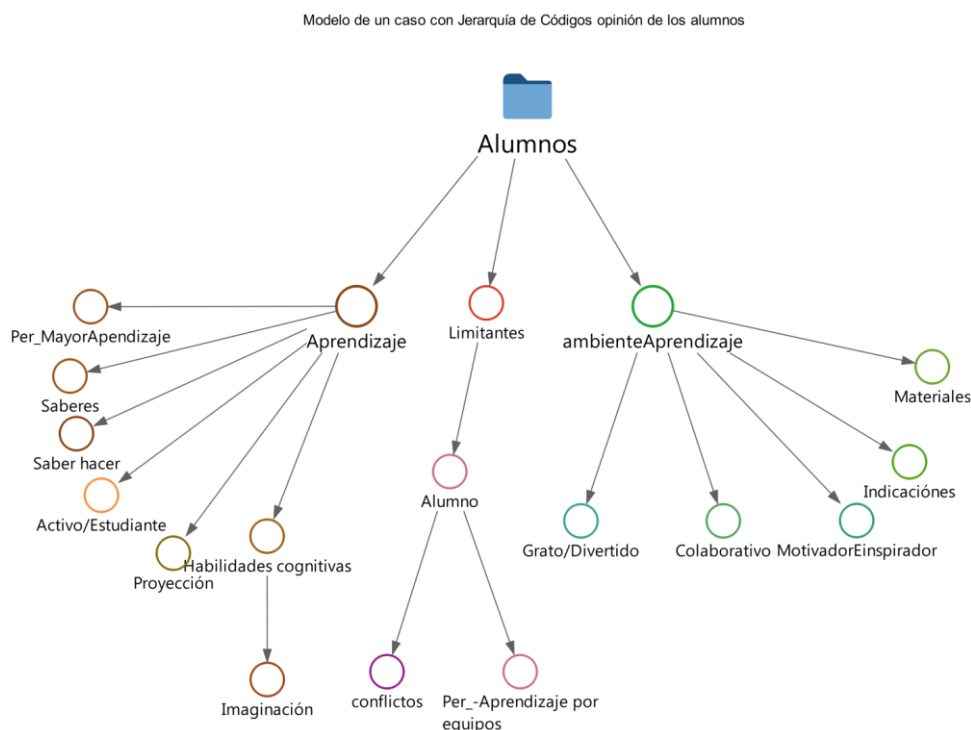 Modelo de un caso con Jerarquía de Códigos opinión de los alumnos
Alumnos
Per_MayorApendizaje
Aprendizaje
Limitantes
ambienteAprendizaje
Saberes
Materiales
Saber hacer
Activo/Estudiante
Alumno
Indicaciónes
Proyección
Habilidades cognitivas
Grato/Divertido
Colaborativo
MotivadorEinspirador
Imaginación
conflictos
Per_-Aprendizaje por
equipos